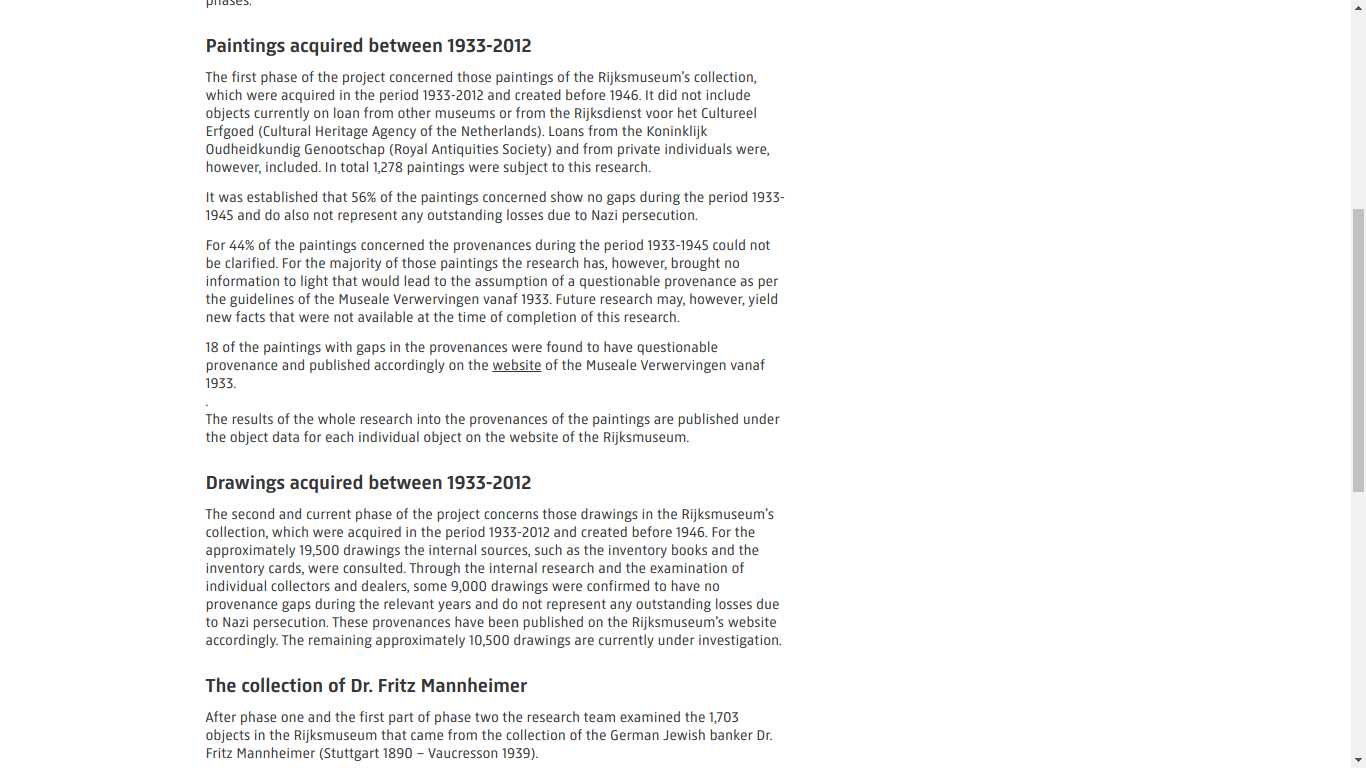 phases.
Paintings acquired between 1933-2012
The first phase of the project concerned those paintings of the Rijksmuseum's collection,
which were acquired in the period 1933-2012 and created before 1946. It did not include
objects currently on loan from other museums or from the Rijksdienst voor het Cultureel
Erfgoed (Cultural Heritage Agency of the Netherlands). Loans from the Koninklijk
Oudheidkundig Genootschap (Royal Antiquities Society) and from private individuals were,
however, included. In total 1,278 paintings were subject to this research.
It was established that 56% of the paintings concerned show no gaps during the period 1933-
1945 and do also not represent any outstanding losses due to Nazi persecution.
For 44% of the paintings concerned the provenances during the period 1933-1945 could not
be clarified. For the majority of those paintings the research has, however, brought no
information to light that would lead to the assumption of a questionable provenance as per
the guidelines of the Museale Verwervingen vanaf 1933. Future research may, however, yield
new facts that were not available at the time of completion of this research.
18 of the paintings with gaps in the provenances were found to have questionable
provenance and published accordingly on the website of the Museale Verwervingen vanaf
1933.
.
The results of the whole research into the provenances of the paintings are published under
the object data for each individual object on the website of the Rijksmuseum.
Drawings acquired between 1933-2012
The second and current phase of the project concerns those drawings in the Rijksmuseum's
collection, which were acquired in the period 1933-2012 and created before 1946. For the
approximately 19,500 drawings the internal sources, such as the inventory books and the
inventory cards, were consulted. Through the internal research and the examination of
individual collectors and dealers, some 9,000 drawings were confirmed to have no
provenance gaps during the relevant years and do not represent any outstanding losses due
to Nazi persecution. These provenances have been published on the Rijksmuseum's website
accordingly. The remaining approximately 10,500 drawings are currently under investigation.
The collection of Dr. Fritz Mannheimer
After phase one and the first part of phase two the research team examined the 1,703
objects in the Rijksmuseum that came from the collection of the German Jewish banker Dr.
Fritz Mannheimer (Stuttgart 1890 – Vaucresson 1939).